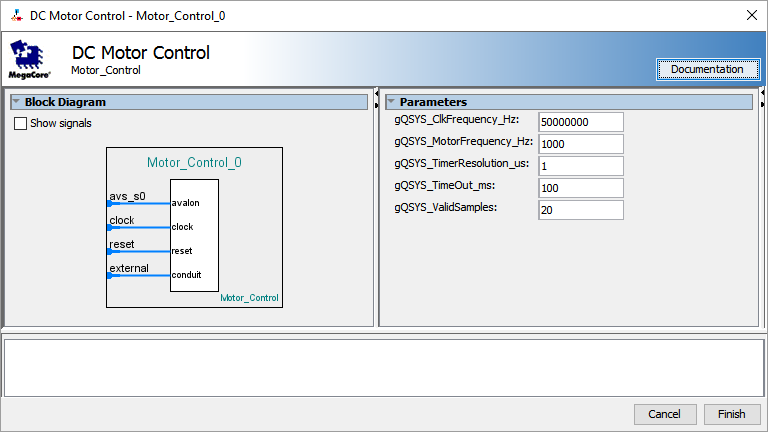 DC Motor Control - Motor_Control_0
MegaCore®
DC Motor Control
Motor_Control
Documentation
Block Diagram
Show signals
Motor_Control_0
avs_s0
avalon
clock
clock
reset
reset
external
conduit
Motor_Control
Parameters
gQSYS_ClkFrequency_Hz: 50000000
gQSYS_MotorFrequency_Hz: 1000
gQSYS_TimerResolution_us: 1
gQSYS_TimeOut_ms: 100
gQSYS_ValidSamples: 20
Cancel
Finish